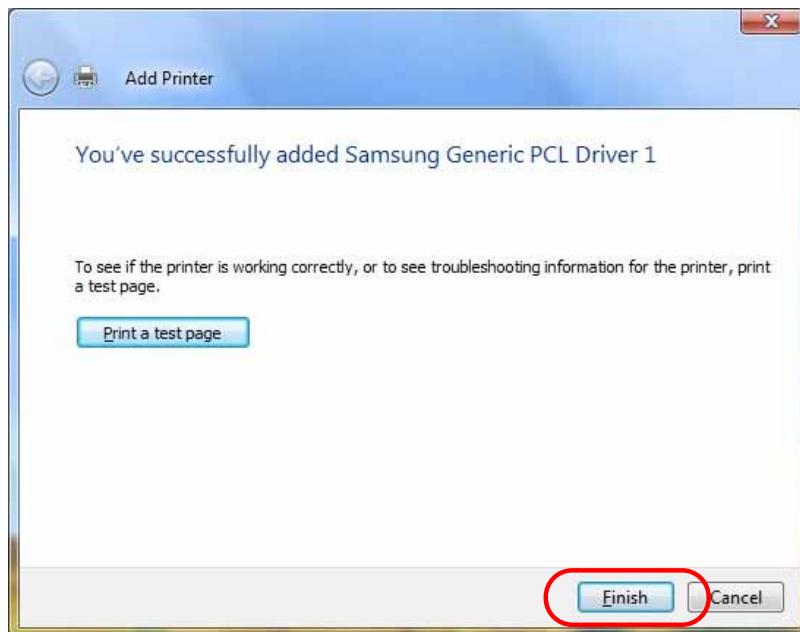 Add Printer
You've successfully added Samsung Generic PCL Driver 1
To see if the printer is working correctly, or to see troubleshooting information for the printer, print
a test page.
Print a test page
Finish Cancel